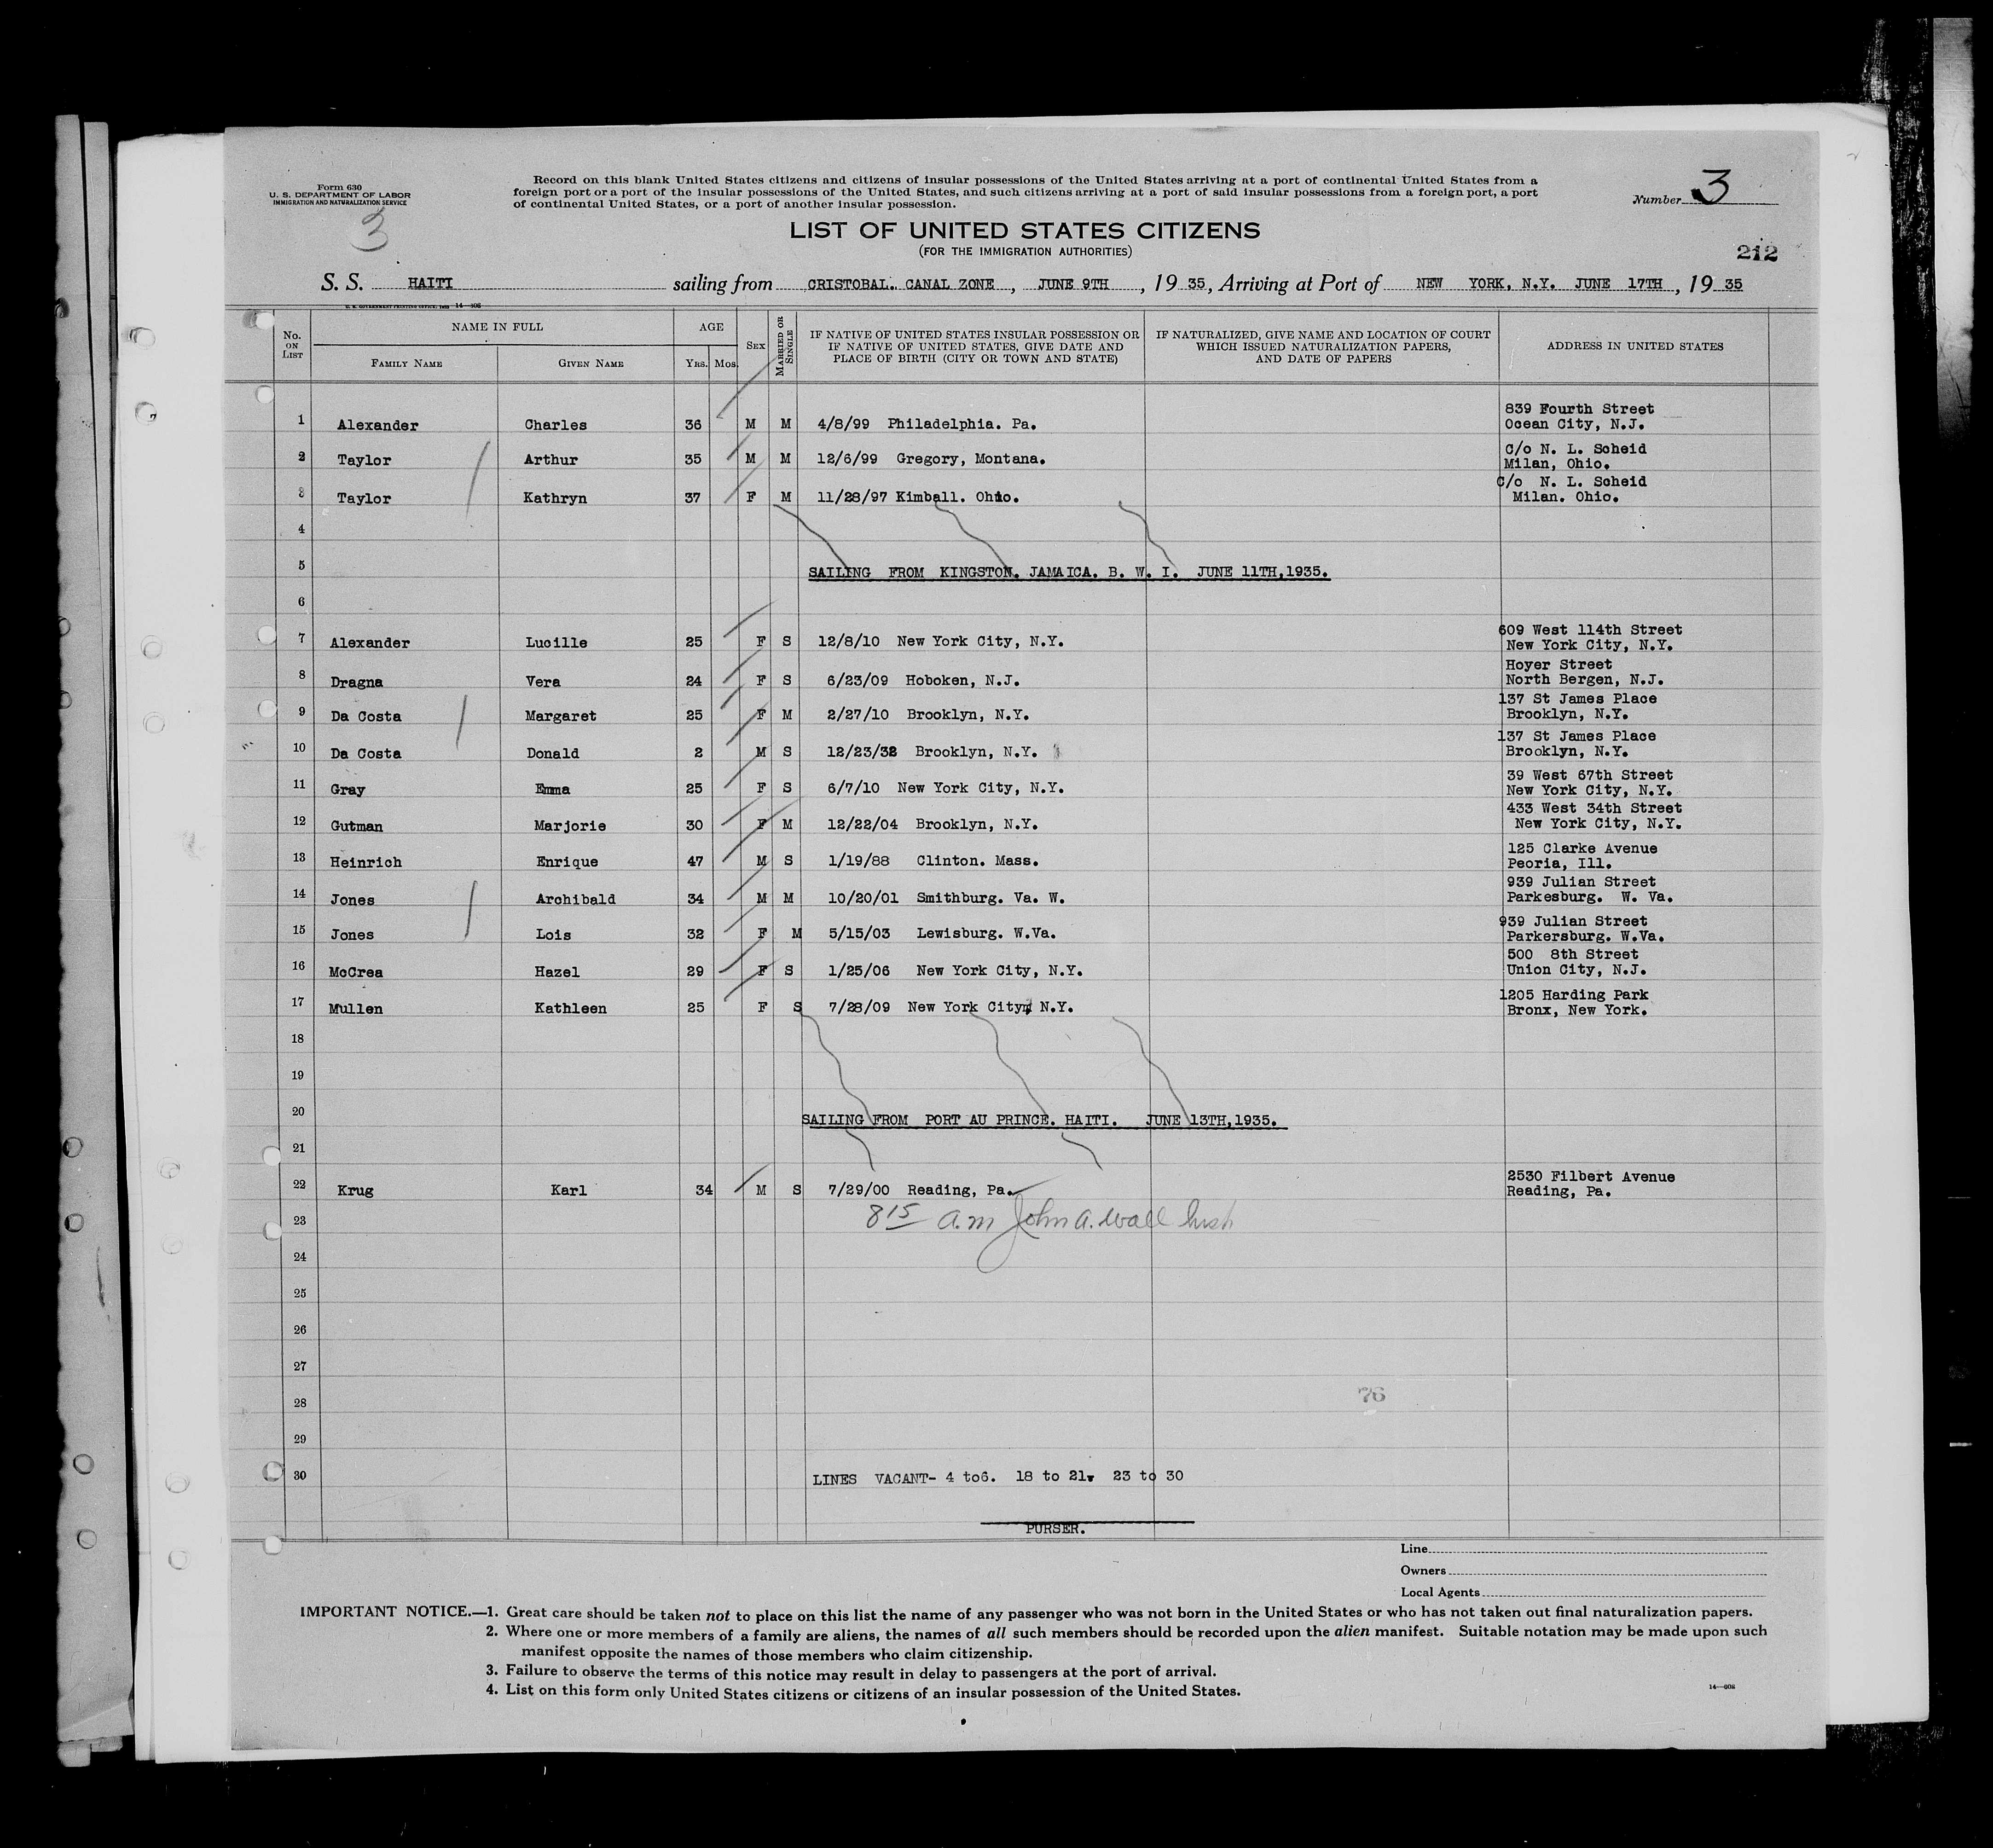 Form 630
U. S. DEPARTMENT OF LABOR
IMMIGRATION AND NATURALIZATION SERVICE
3
Record on this blank United States citizens and citizens of insular possessions of the United States arriving at a port of continental United States from a
foreign port or a port of the insular possessions of the United States, and such citizens arriving at a port of said insular possessions from a foreign port, a port
of continental United States, or a port of another insular possession.
Number 3
LIST OF UNITED STATES CITIZENS
(FOR THE IMMIGRATION AUTHORITIES)
212
S. S. HAITI sailing from CRISTOBAL. CANAL ZONE , JUNE 9TH , 19 35, Arriving at Port of NEW YORK, N.Y. JUNE 17TH , 19 35
No. ON LIST
NAME IN FULL
FAMILY NAME
GIVEN NAME
AGE
YRS. MOS.
SEX
MARRIED OR SINGLE
IF NATIVE OF UNITED STATES INSULAR POSSESSION OR
IF NATIVE OF UNITED STATES, GIVE DATE AND
PLACE OF BIRTH (CITY OR TOWN AND STATE)
IF NATURALIZED, GIVE NAME AND LOCATION OF COURT
WHICH ISSUED NATURALIZATION PAPERS,
AND DATE OF PAPERS
ADDRESS IN UNITED STATES
1 Alexander Charles 36 M M 4/8/99 Philadelphia. Pa. 839 Fourth Street
Ocean City, N.J.
2 Taylor Arthur 35 M M 12/6/99 Gregory, Montana. C/o N. L. Scheid
Milan, Ohio.
3 Taylor Kathryn 37 F M 11/28/97 Kimball. Ohio. C/o N. L. Scheid
Milan. Ohio.
4
5 SAILING FROM KINGSTON. JAMAICA. B. W. I. JUNE 11TH,1935.
6
7 Alexander Lucille 25 F S 12/8/10 New York City, N.Y. 609 West 114th Street
New York City, N.Y.
8 Dragna Vera 24 F S 6/23/09 Hoboken, N.J. Hoyer Street
North Bergen, N.J.
9 Da Costa Margaret 25 F M 2/27/10 Brooklyn, N.Y. 137 St James Place
Brooklyn, N.Y.
10 Da Costa Donald 2 M S 12/23/32 Brooklyn, N.Y. 137 St James Place
Brooklyn, N.Y.
11 Gray Emma 25 F S 6/7/10 New York City, N.Y. 39 West 67th Street
New York City, N.Y.
12 Gutman Marjorie 30 F M 12/22/04 Brooklyn, N.Y. 433 West 34th Street
New York City, N.Y.
13 Heinrich Enrique 47 M S 1/19/88 Clinton. Mass. 125 Clarke Avenue
Peoria, Ill.
14 Jones Archibald 34 M M 10/20/01 Smithburg. Va. W. 939 Julian Street
Parkesburg. W. Va.
15 Jones Lois 32 F M 5/15/03 Lewisburg. W.Va. 939 Julian Street
Parkersburg. W.Va.
16 McCrea Hazel 29 F S 1/25/06 New York City, N.Y. 500 8th Street
Union City, N.J.
17 Mullen Kathleen 25 F S 7/28/09 New York City, N.Y. 1205 Harding Park
Bronx, New York.
18
19
20 SAILING FROM PORT AU PRINCE. HAITI. JUNE 13TH,1935.
21
22 Krug Karl 34 M S 7/29/00 Reading, Pa. 2530 Filbert Avenue
Reading, Pa.
23 8 15 a.m John A. Wall
24
25
26
27
28 76
29
30 LINES VACANT- 4 to6. 18 to 21, 23 to 30
PURSER.
Line
Owners
Local Agents
IMPORTANT NOTICE.—1. Great care should be taken not to place on this list the name of any passenger who was not born in the United States or who has not taken out final naturalization papers.
2. Where one or more members of a family are aliens, the names of all such members should be recorded upon the alien manifest. Suitable notation may be made upon such
manifest opposite the names of those members who claim citizenship.
3. Failure to observe the terms of this notice may result in delay to passengers at the port of arrival.
4. List on this form only United States citizens or citizens of an insular possession of the United States.